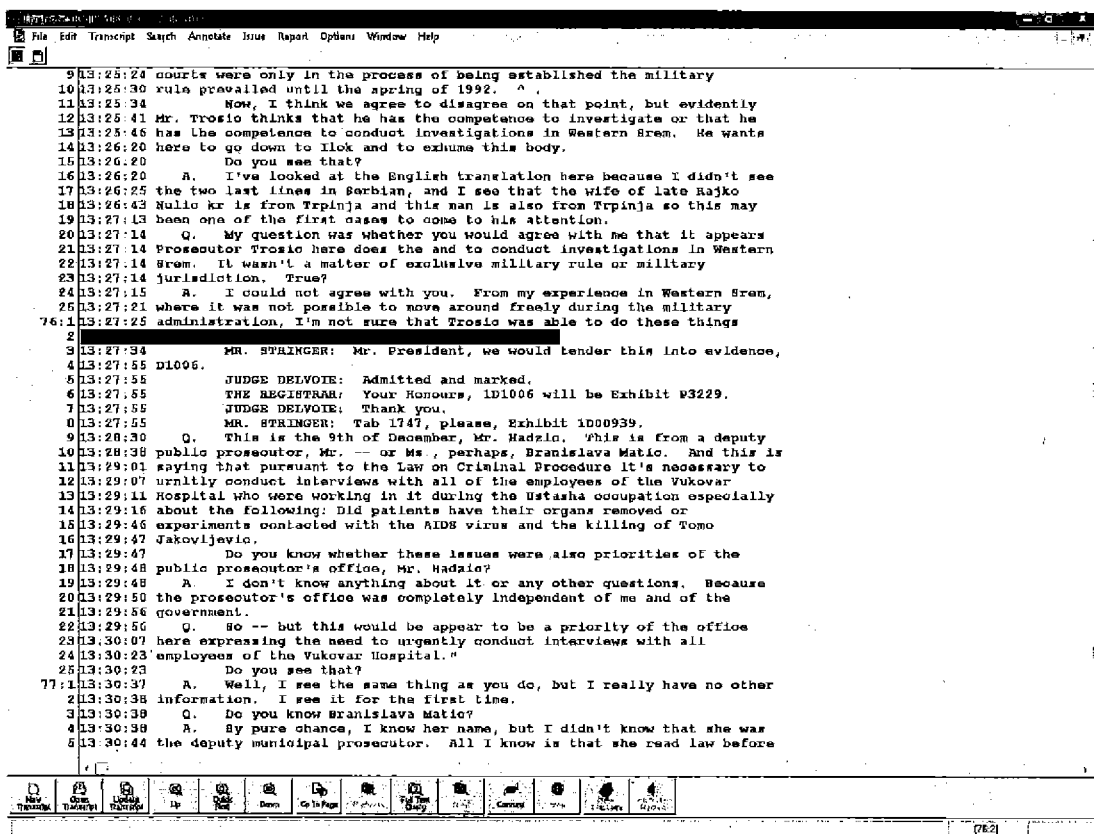 File Edit Transcript Search Annotate Issue Report Options Window Help
9 13:25:24 courts were only in the process of being established the military
10 13:25:30 rule prevailed until the spring of 1992. ^ .
11 13:25:34 Now, I think we agree to disagree on that point, but evidently
12 13:25:41 Mr. Trosic thinks that he has the competence to investigate or that he
13 13:25:46 has the competence to conduct investigations in Western Srem. He wants
14 13:26:20 here to go down to Ilok and to exhume this body.
15 13:26:20 Do you see that?
16 13:26:20 A. I've looked at the English translation here because I didn't see
17 13:26:25 the two last lines in Serbian, and I see that the wife of late Rajko
18 13:26:43 Nulic kr is from Trpinja and this man is also from Trpinja so this may
19 13:27:13 been one of the first cases to come to his attention.
20 13:27:14 Q. My question was whether you would agree with me that it appears
21 13:27:14 Prosecutor Trosic here does the and to conduct investigations in Western
22 13:27:14 Srem. It wasn't a matter of exclusive military rule or military
23 13:27:14 jurisdiction. True?
24 13:27:15 A. I could not agree with you. From my experience in Western Srem,
25 13:27:21 where it was not possible to move around freely during the military
76:1 13:27:25 administration, I'm not sure that Trosic was able to do these things
2
3 13:27:34 MR. STRINGER: Mr. President, we would tender this into evidence,
4 13:27:55 D1006.
5 13:27:55 JUDGE DELVOIE: Admitted and marked.
6 13:27:55 THE REGISTRAR: Your Honours, 1D1006 will be Exhibit P3229.
7 13:27:55 JUDGE DELVOIE: Thank you.
8 13:27:55 MR. STRINGER: Tab 1747, please, Exhibit 1D00939.
9 13:28:30 Q. This is the 9th of December, Mr. Hadzic. This is from a deputy
10 13:28:38 public prosecutor, Mr. -- or Ms., perhaps, Branislava Matic. And this is
11 13:29:01 saying that pursuant to the Law on Criminal Procedure it's necessary to
12 13:29:07 urnltly conduct interviews with all of the employees of the Vukovar
13 13:29:11 Hospital who were working in it during the Ustasha occupation especially
14 13:29:16 about the following: Did patients have their organs removed or
15 13:29:46 experiments contacted with the AIDS virus and the killing of Tomo
16 13:29:47 Jakovljevic.
17 13:29:47 Do you know whether these issues were also priorities of the
18 13:29:48 public prosecutor's office, Mr. Hadzic?
19 13:29:48 A. I don't know anything about it or any other questions. Because
20 13:29:50 the prosecutor's office was completely independent of me and of the
21 13:29:56 government.
22 13:29:56 Q. So -- but this would be appear to be a priority of the office
23 13:30:07 here expressing the need to urgently conduct interviews with all
24 13:30:23 employees of the Vukovar Hospital."
25 13:30:23 Do you see that?
77:1 13:30:37 A. Well, I see the same thing as you do, but I really have no other
2 13:30:38 information. I see it for the first time.
3 13:30:38 Q. Do you know Branislava Matic?
4 13:30:38 A. By pure chance, I know her name, but I didn't know that she was
5 13:30:44 the deputy municipal prosecutor. All I know is that she read law before
New Transcript Open Transcript Update Transcript Up Quick Find Down Go To Page Full Text Query
76:2